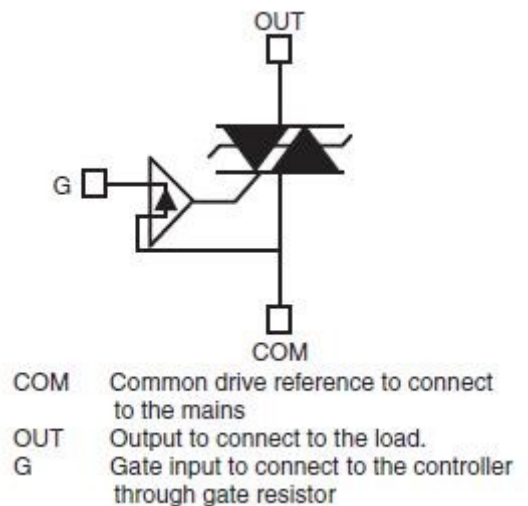 OUT
G
COM
COM Common drive reference to connect
to the mains
OUT Output to connect to the load.
G Gate input to connect to the controller
through gate resistor